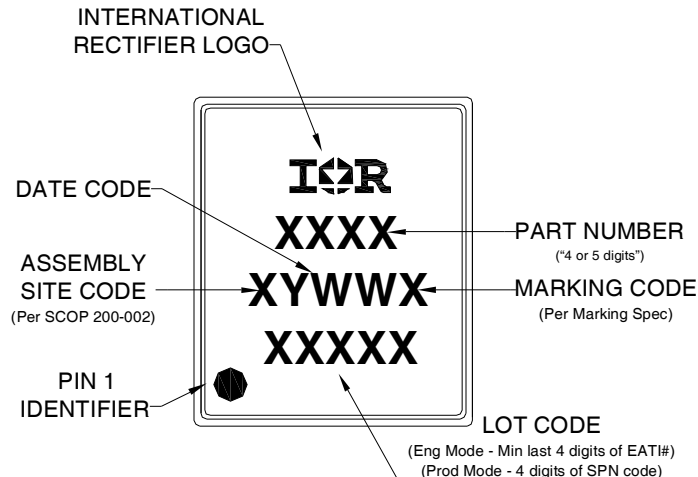 INTERNATIONAL
RECTIFIER LOGO
IOR
DATE CODE
XXXX
PART NUMBER
(“4 or 5 digits”)
ASSEMBLY
SITE CODE
(Per SCOP 200-002)
XYWWX
MARKING CODE
(Per Marking Spec)
XXXXX
PIN 1
IDENTIFIER
LOT CODE
(Eng Mode - Min last 4 digits of EATI#)
(Prod Mode - 4 digits of SPN code)